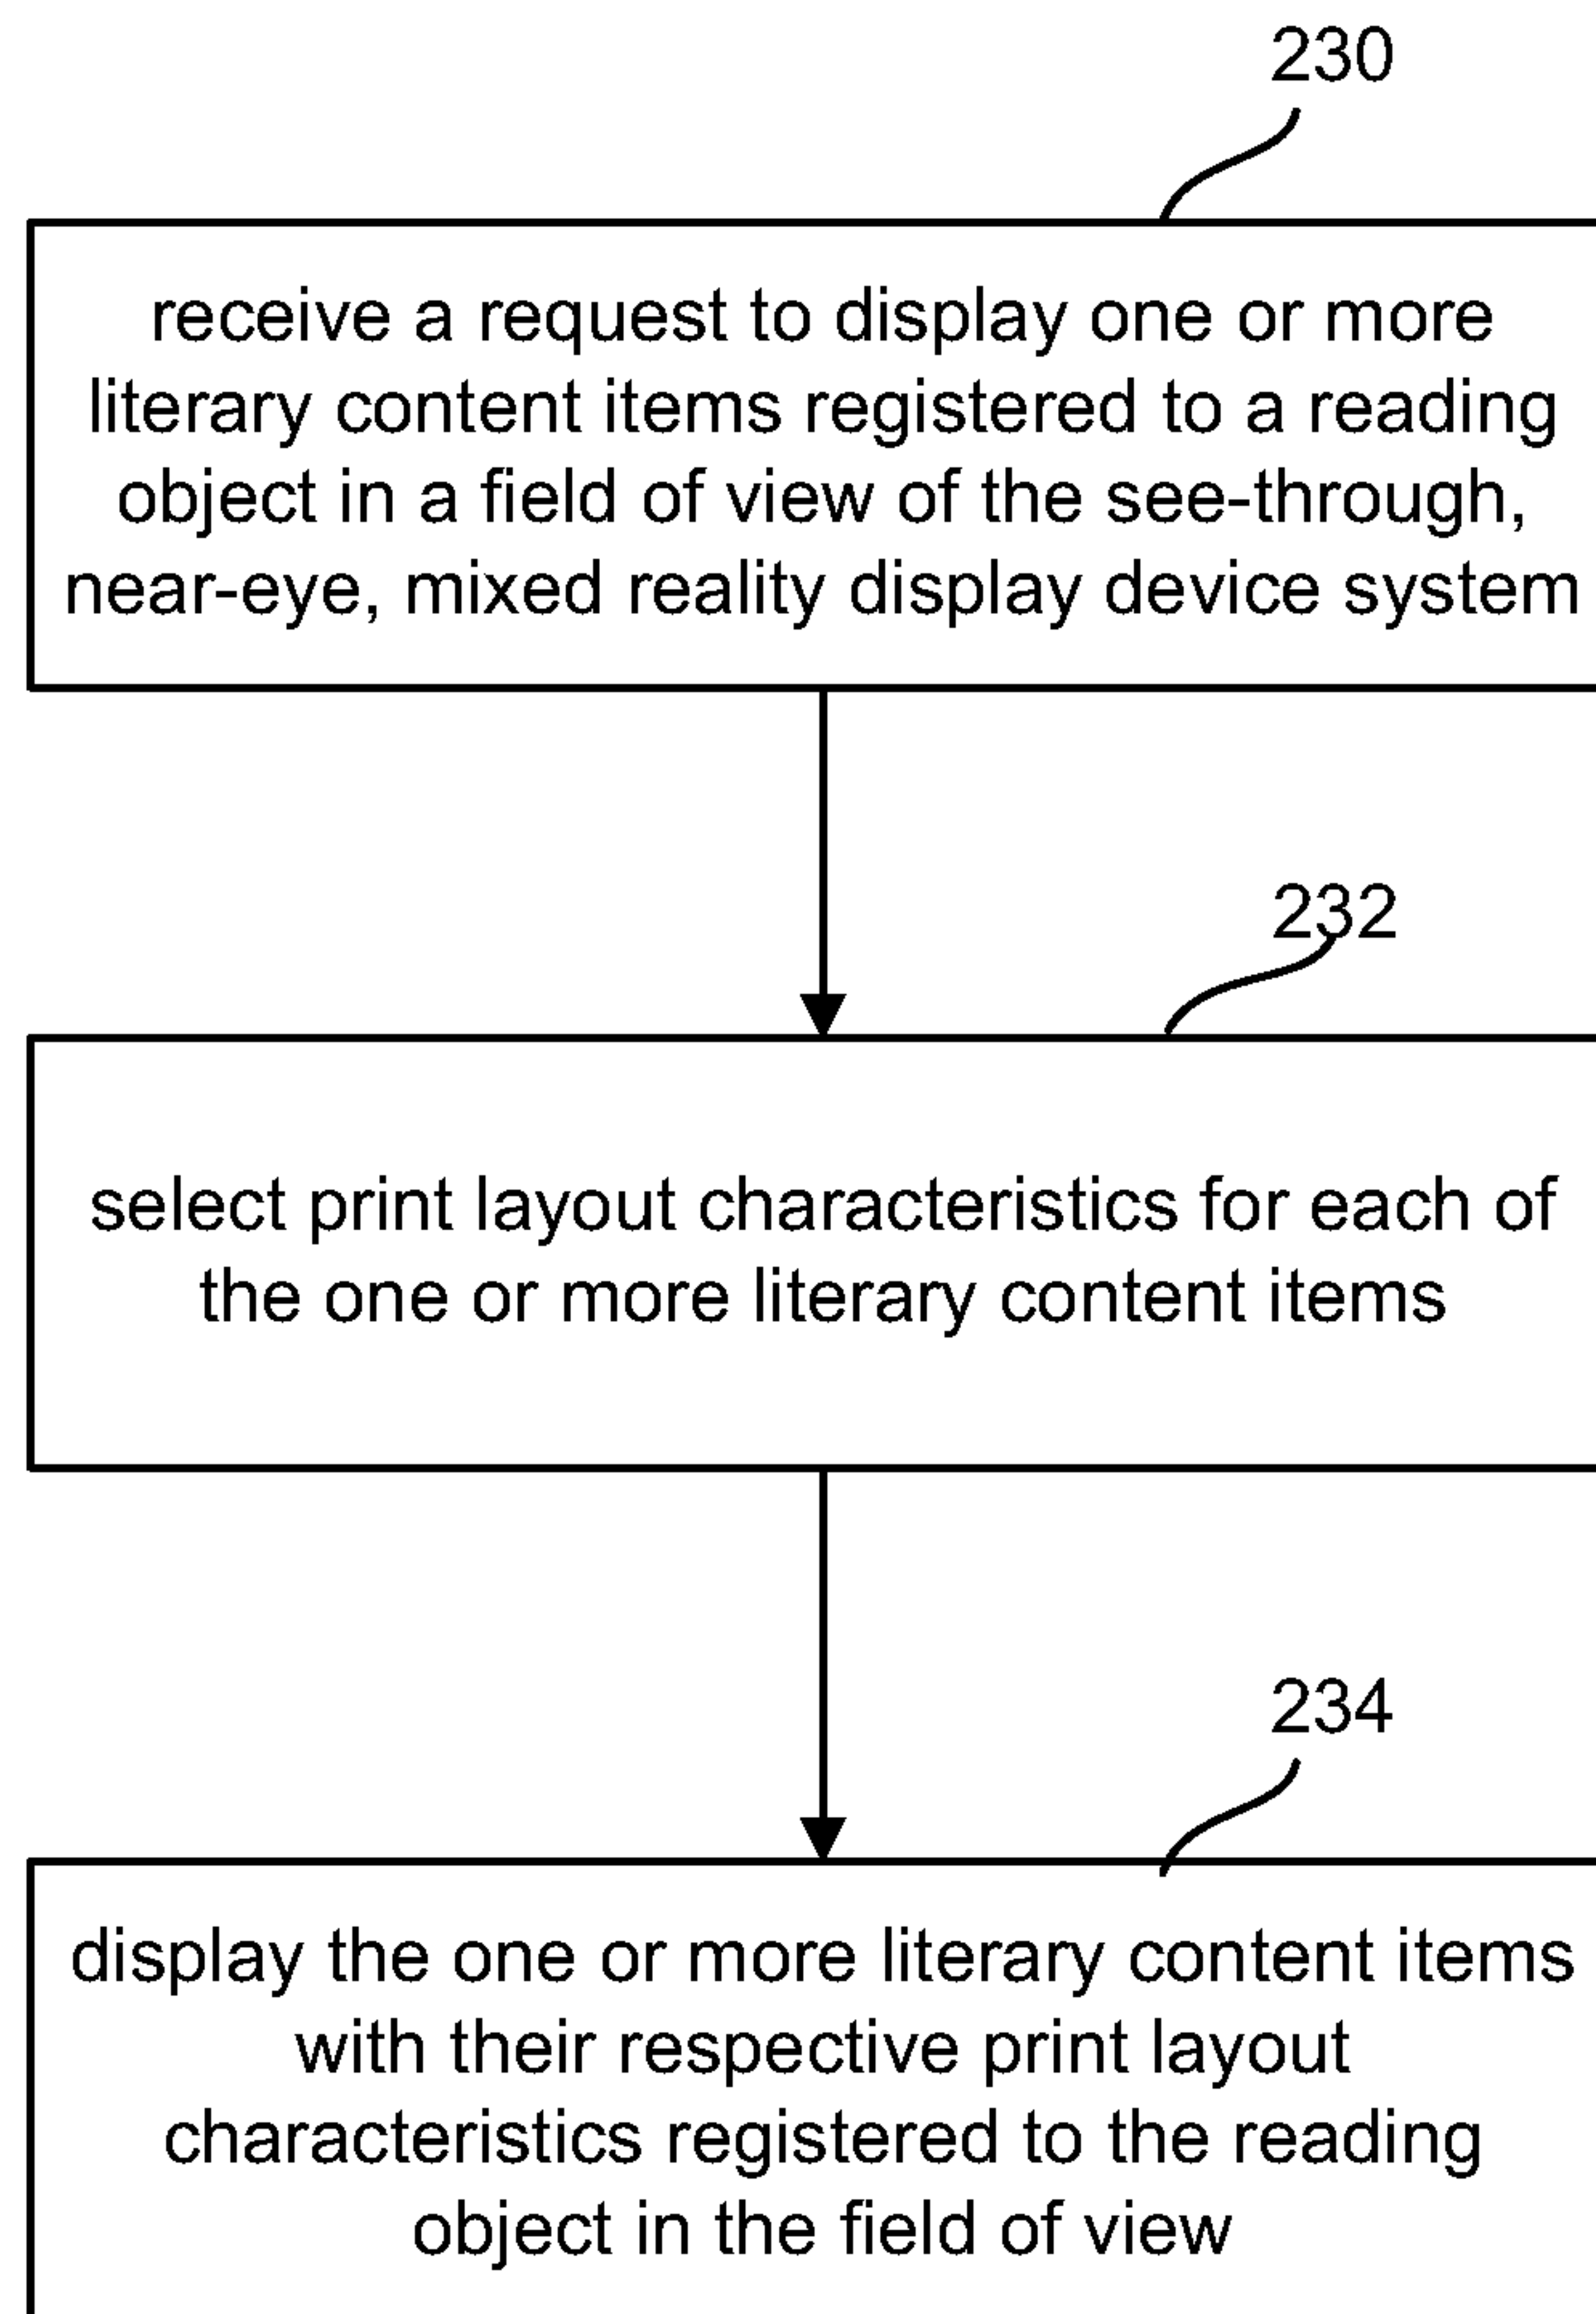 230
receive a request to display one or more
literary content items registered to a reading
object in a field of view of the see-through,
near-eye, mixed reality display device system
232
select print layout characteristics for each of
the one or more literary content items
234
display the one or more literary content items
with their respective print layout
characteristics registered to the reading
object in the field of view